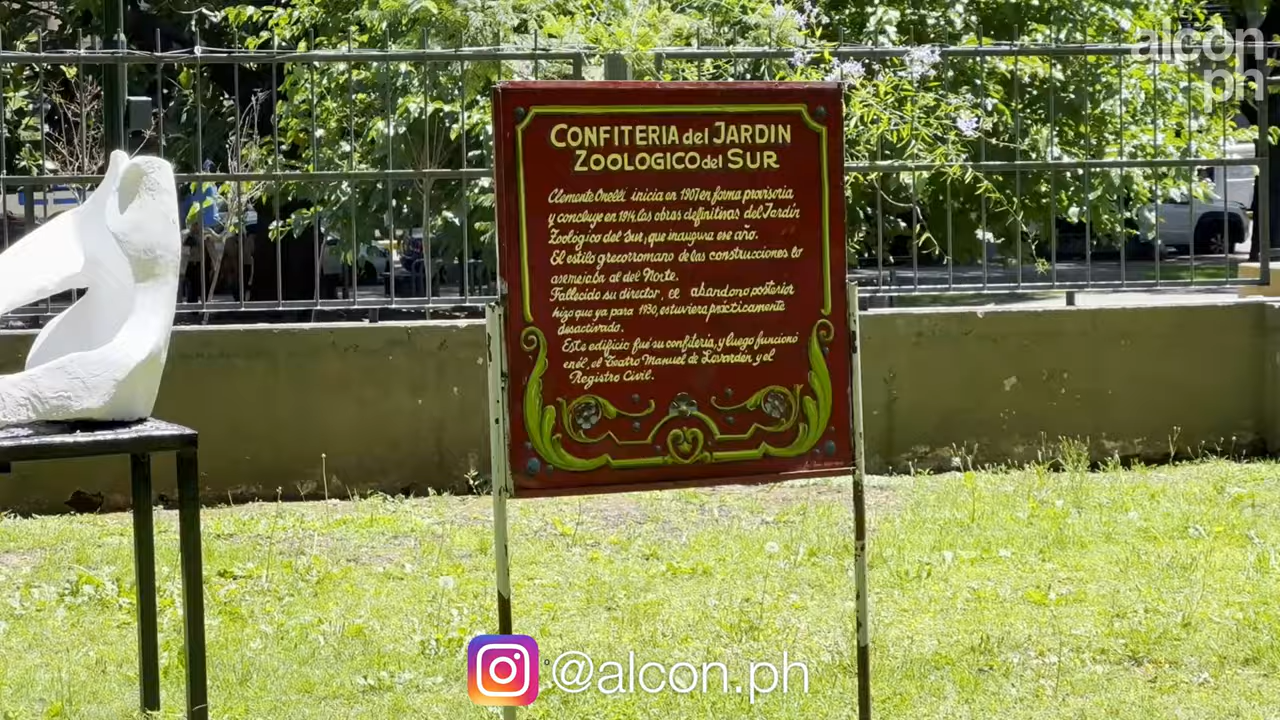 alcon.
ph
CONFITERIA del JARDIN
ZOOLOGICO del SUR
Clemente Onelli inicia en 1907 en forma provisoria
y concluye en 1914, las obras definitivas del Jardín
Zoológico del Sur, que inaugura ese año.
El estilo grecorromano de las construcciones lo
asemejaba al del Norte.
Fallecido su director, el abandono posterior
hizo que ya para 1930, estuviera prácticamente
desactivado.
Este edificio fué su confitería, y luego funcionó
en él, el Teatro Manuel de Lavardén y el
Registro Civil.
@alcon.ph